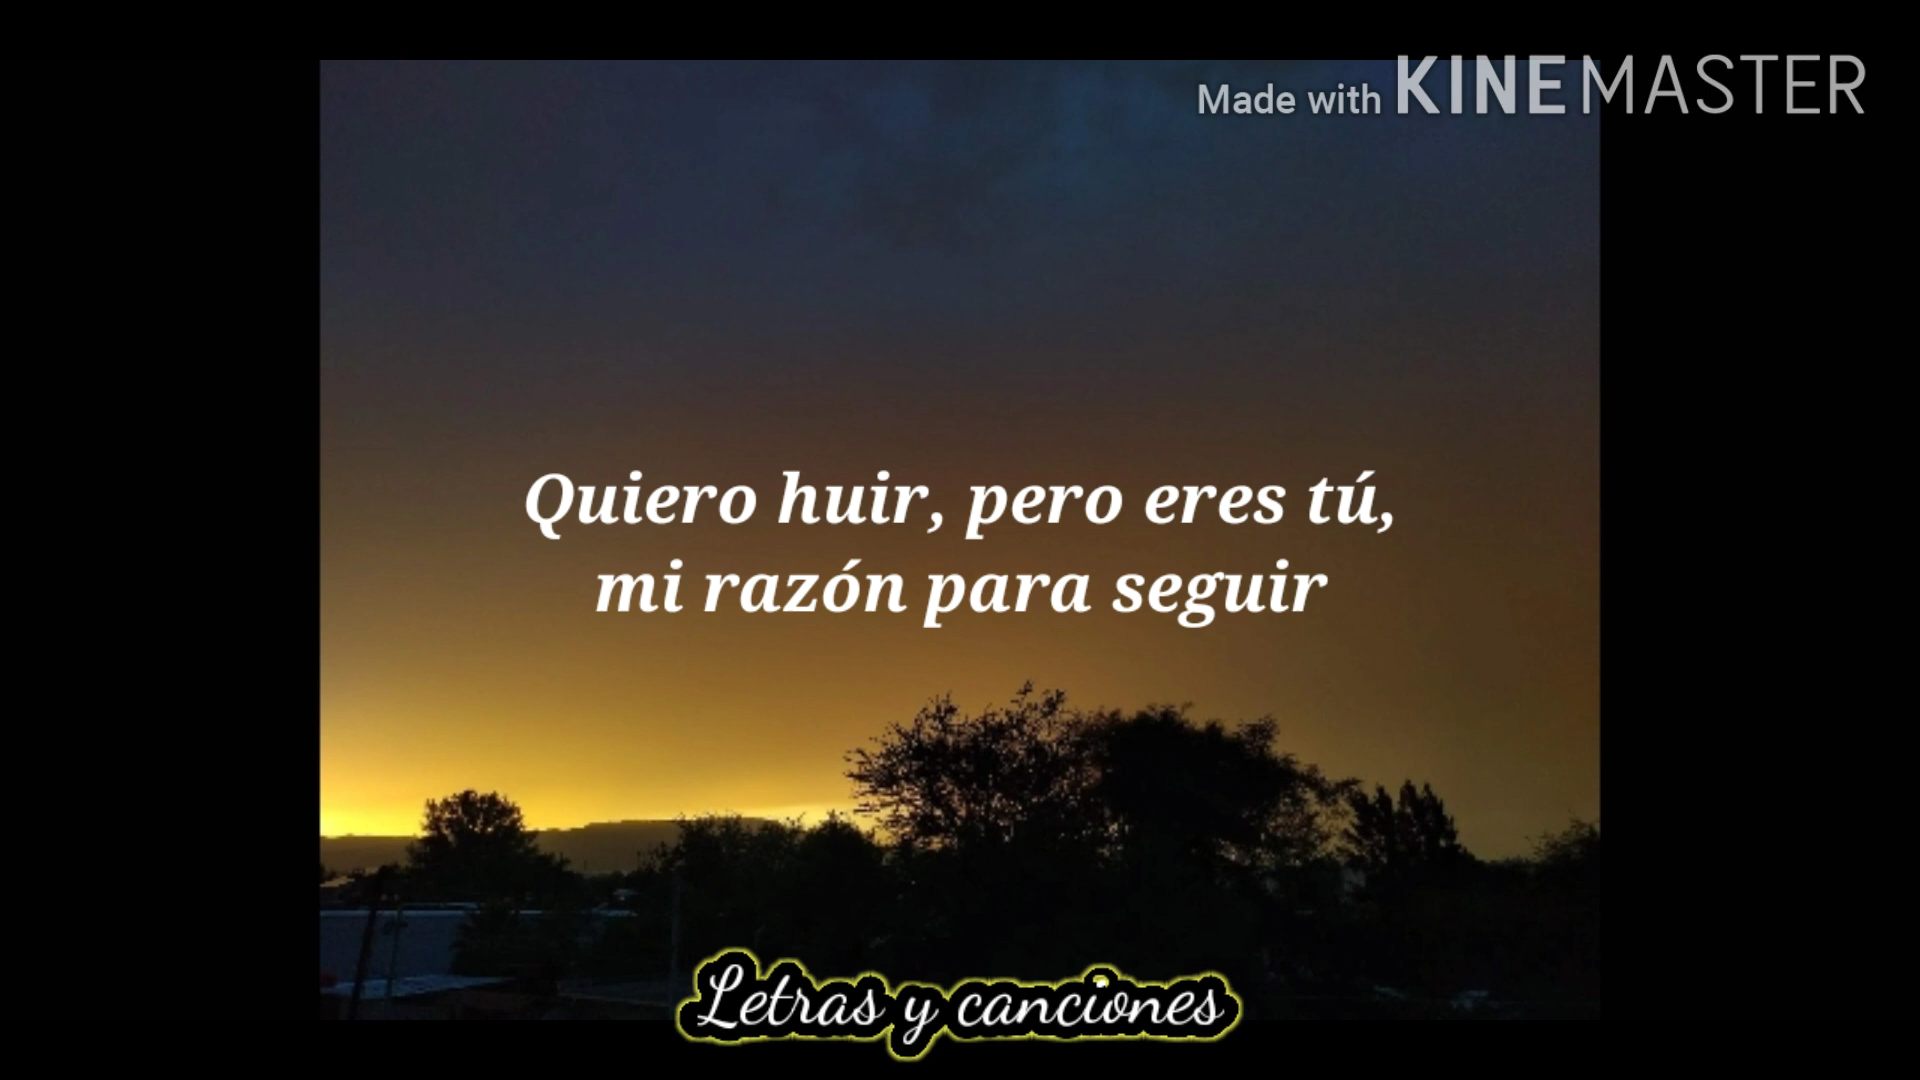 Made with KINEMASTER
Quiero huir, pero eres tú,
mi razón para seguir
Letras y canciones